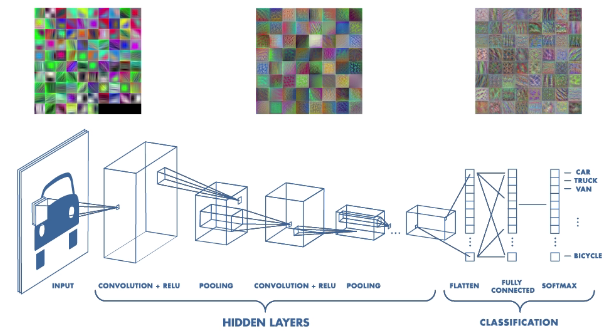 CAR
TRUCK
VAN
BICYCLE
INPUT
CONVOLUTION + RELU
POOLING
CONVOLUTION + RELU
POOLING
FLATTEN
FULLY
CONNECTED
SOFTMAX
HIDDEN LAYERS
CLASSIFICATION